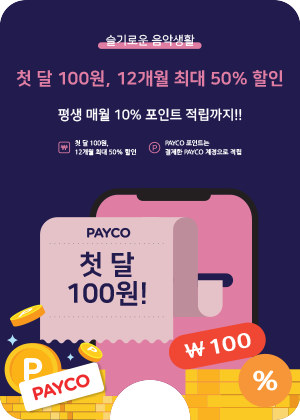 슬기로운 음악생활
첫 달 100원, 12개월 최대 50% 할인
평생 매월 10% 포인트 적립까지!!
₩ 첫 달 100원,
12개월 최대 50% 할인
P PAYCO 포인트는
결제한 PAYCO 계정으로 적립
PAYCO
첫 달
100원!
₩ 100
P
PAYCO
%